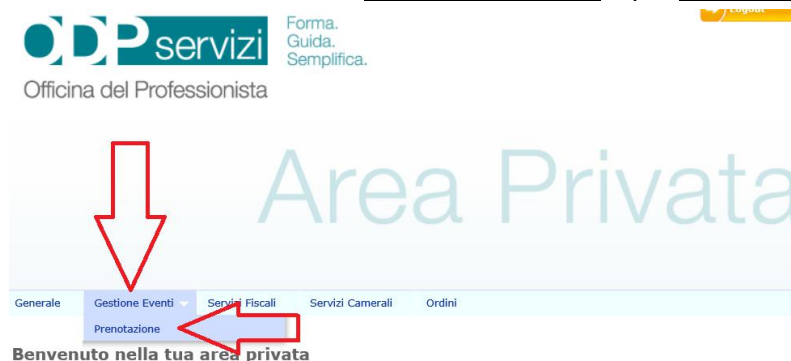 Logout
ODP servizi
Forma.
Guida.
Semplifica.
Officina del Professionista
Area Privata
Generale Gestione Eventi Servizi Fiscali Servizi Camerali Ordini
Prenotazione
Benvenuto nella tua area privata